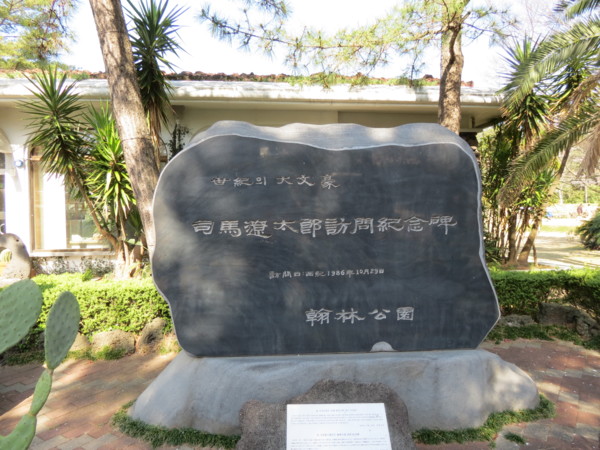 世紀의 大文豪
司馬遼太郎訪問紀念碑
訪問日:西紀1986年10月29日
翰林公園